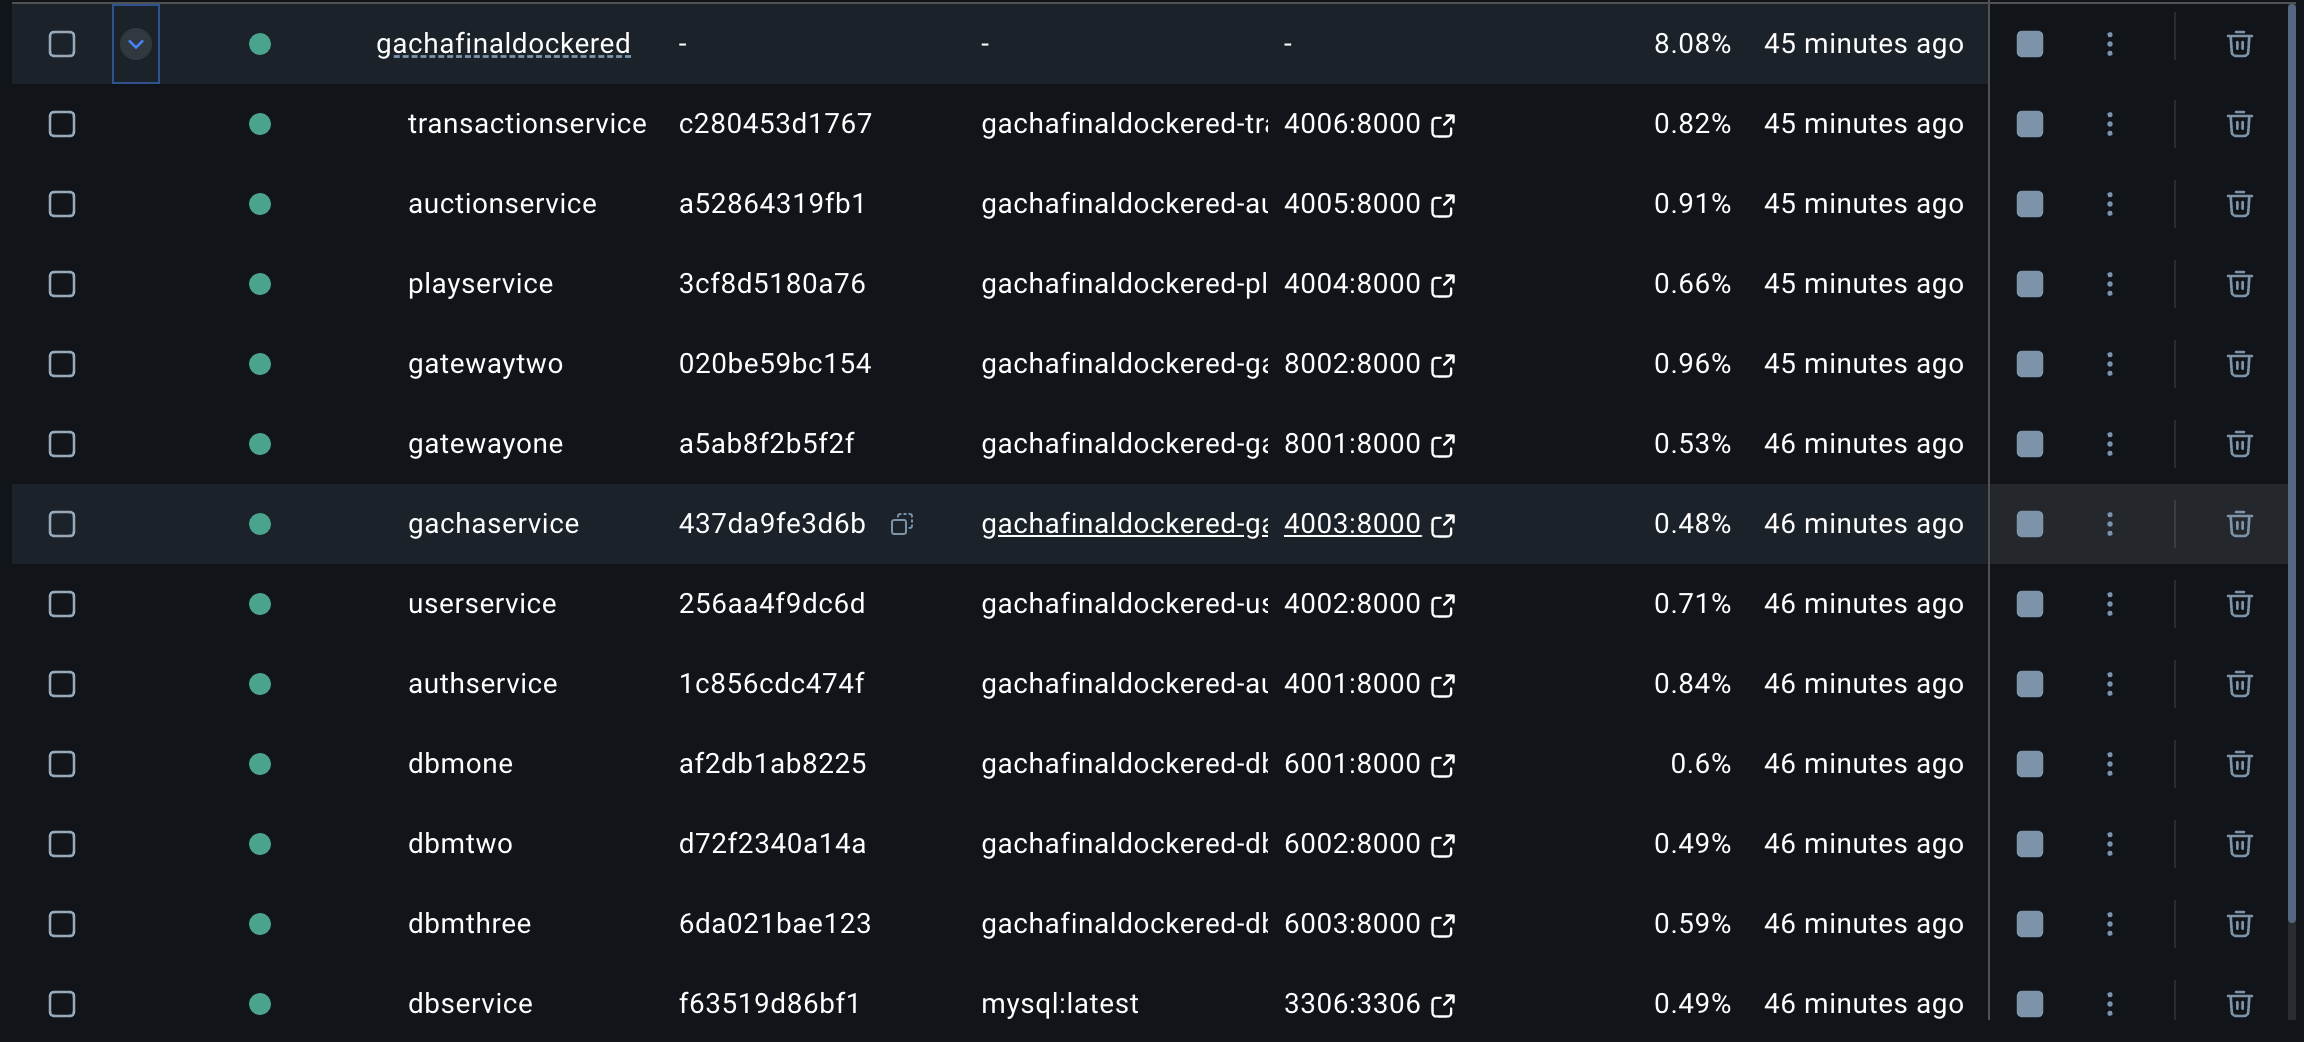 gachafinaldockered - - - 8.08% 45 minutes ago
transactionservice c280453d1767 gachafinaldockered-tra 4006:8000 0.82% 45 minutes ago
auctionservice a52864319fb1 gachafinaldockered-au 4005:8000 0.91% 45 minutes ago
playservice 3cf8d5180a76 gachafinaldockered-pl 4004:8000 0.66% 45 minutes ago
gatewaytwo 020be59bc154 gachafinaldockered-ga 8002:8000 0.96% 45 minutes ago
gatewayone a5ab8f2b5f2f gachafinaldockered-ga 8001:8000 0.53% 46 minutes ago
gachaservice 437da9fe3d6b gachafinaldockered-ga 4003:8000 0.48% 46 minutes ago
userservice 256aa4f9dc6d gachafinaldockered-us 4002:8000 0.71% 46 minutes ago
authservice 1c856cdc474f gachafinaldockered-au 4001:8000 0.84% 46 minutes ago
dbmone af2db1ab8225 gachafinaldockered-db 6001:8000 0.6% 46 minutes ago
dbmtwo d72f2340a14a gachafinaldockered-db 6002:8000 0.49% 46 minutes ago
dbmthree 6da021bae123 gachafinaldockered-db 6003:8000 0.59% 46 minutes ago
dbservice f63519d86bf1 mysql:latest 3306:3306 0.49% 46 minutes ago